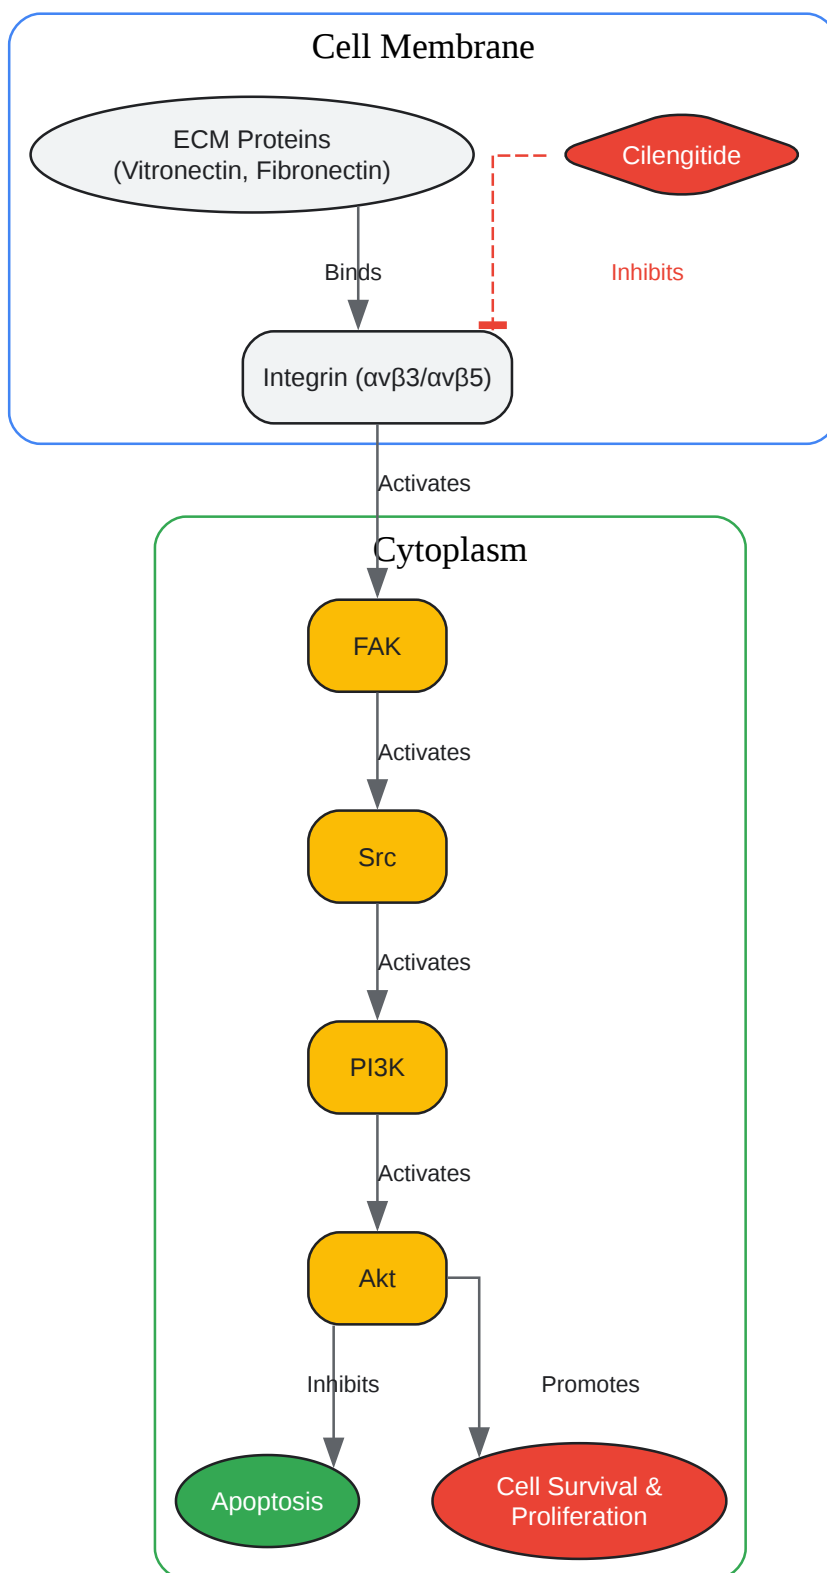 Cell Membrane
ECM Proteins
(Vitronectin, Fibronectin)
Cilengitide
Binds
Inhibits
Integrin (αvβ3/αvβ5)
Activates
Cytoplasm
FAK
Activates
Src
Activates
PI3K
Activates
Akt
Inhibits
Promotes
Apoptosis
Cell Survival &
Proliferation